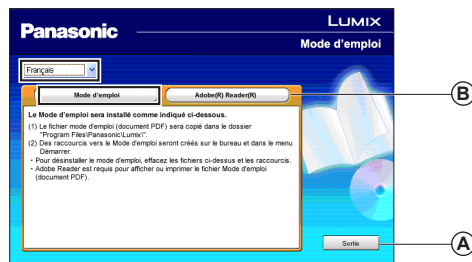 Panasonic
LUMIX
Mode d'emploi
Français
Mode d'emploi
Adobe(R) Reader(R)
B
Le Mode d'emploi sera installé comme indiqué ci-dessous.
(1) Le fichier mode d'emploi (document PDF) sera copié dans le dossier
"Program Files\Panasonic\Lumix\".
(2) Des raccourcis vers le Mode d'emploi seront créés sur le bureau et dans le menu
Démarrer.
・Pour désinstaller le mode d'emploi, effacez les fichiers ci-dessus et les raccourcis.
・Adobe Reader est requis pour afficher ou imprimer le fichier Mode d'emploi
(document PDF).
Sortie
A